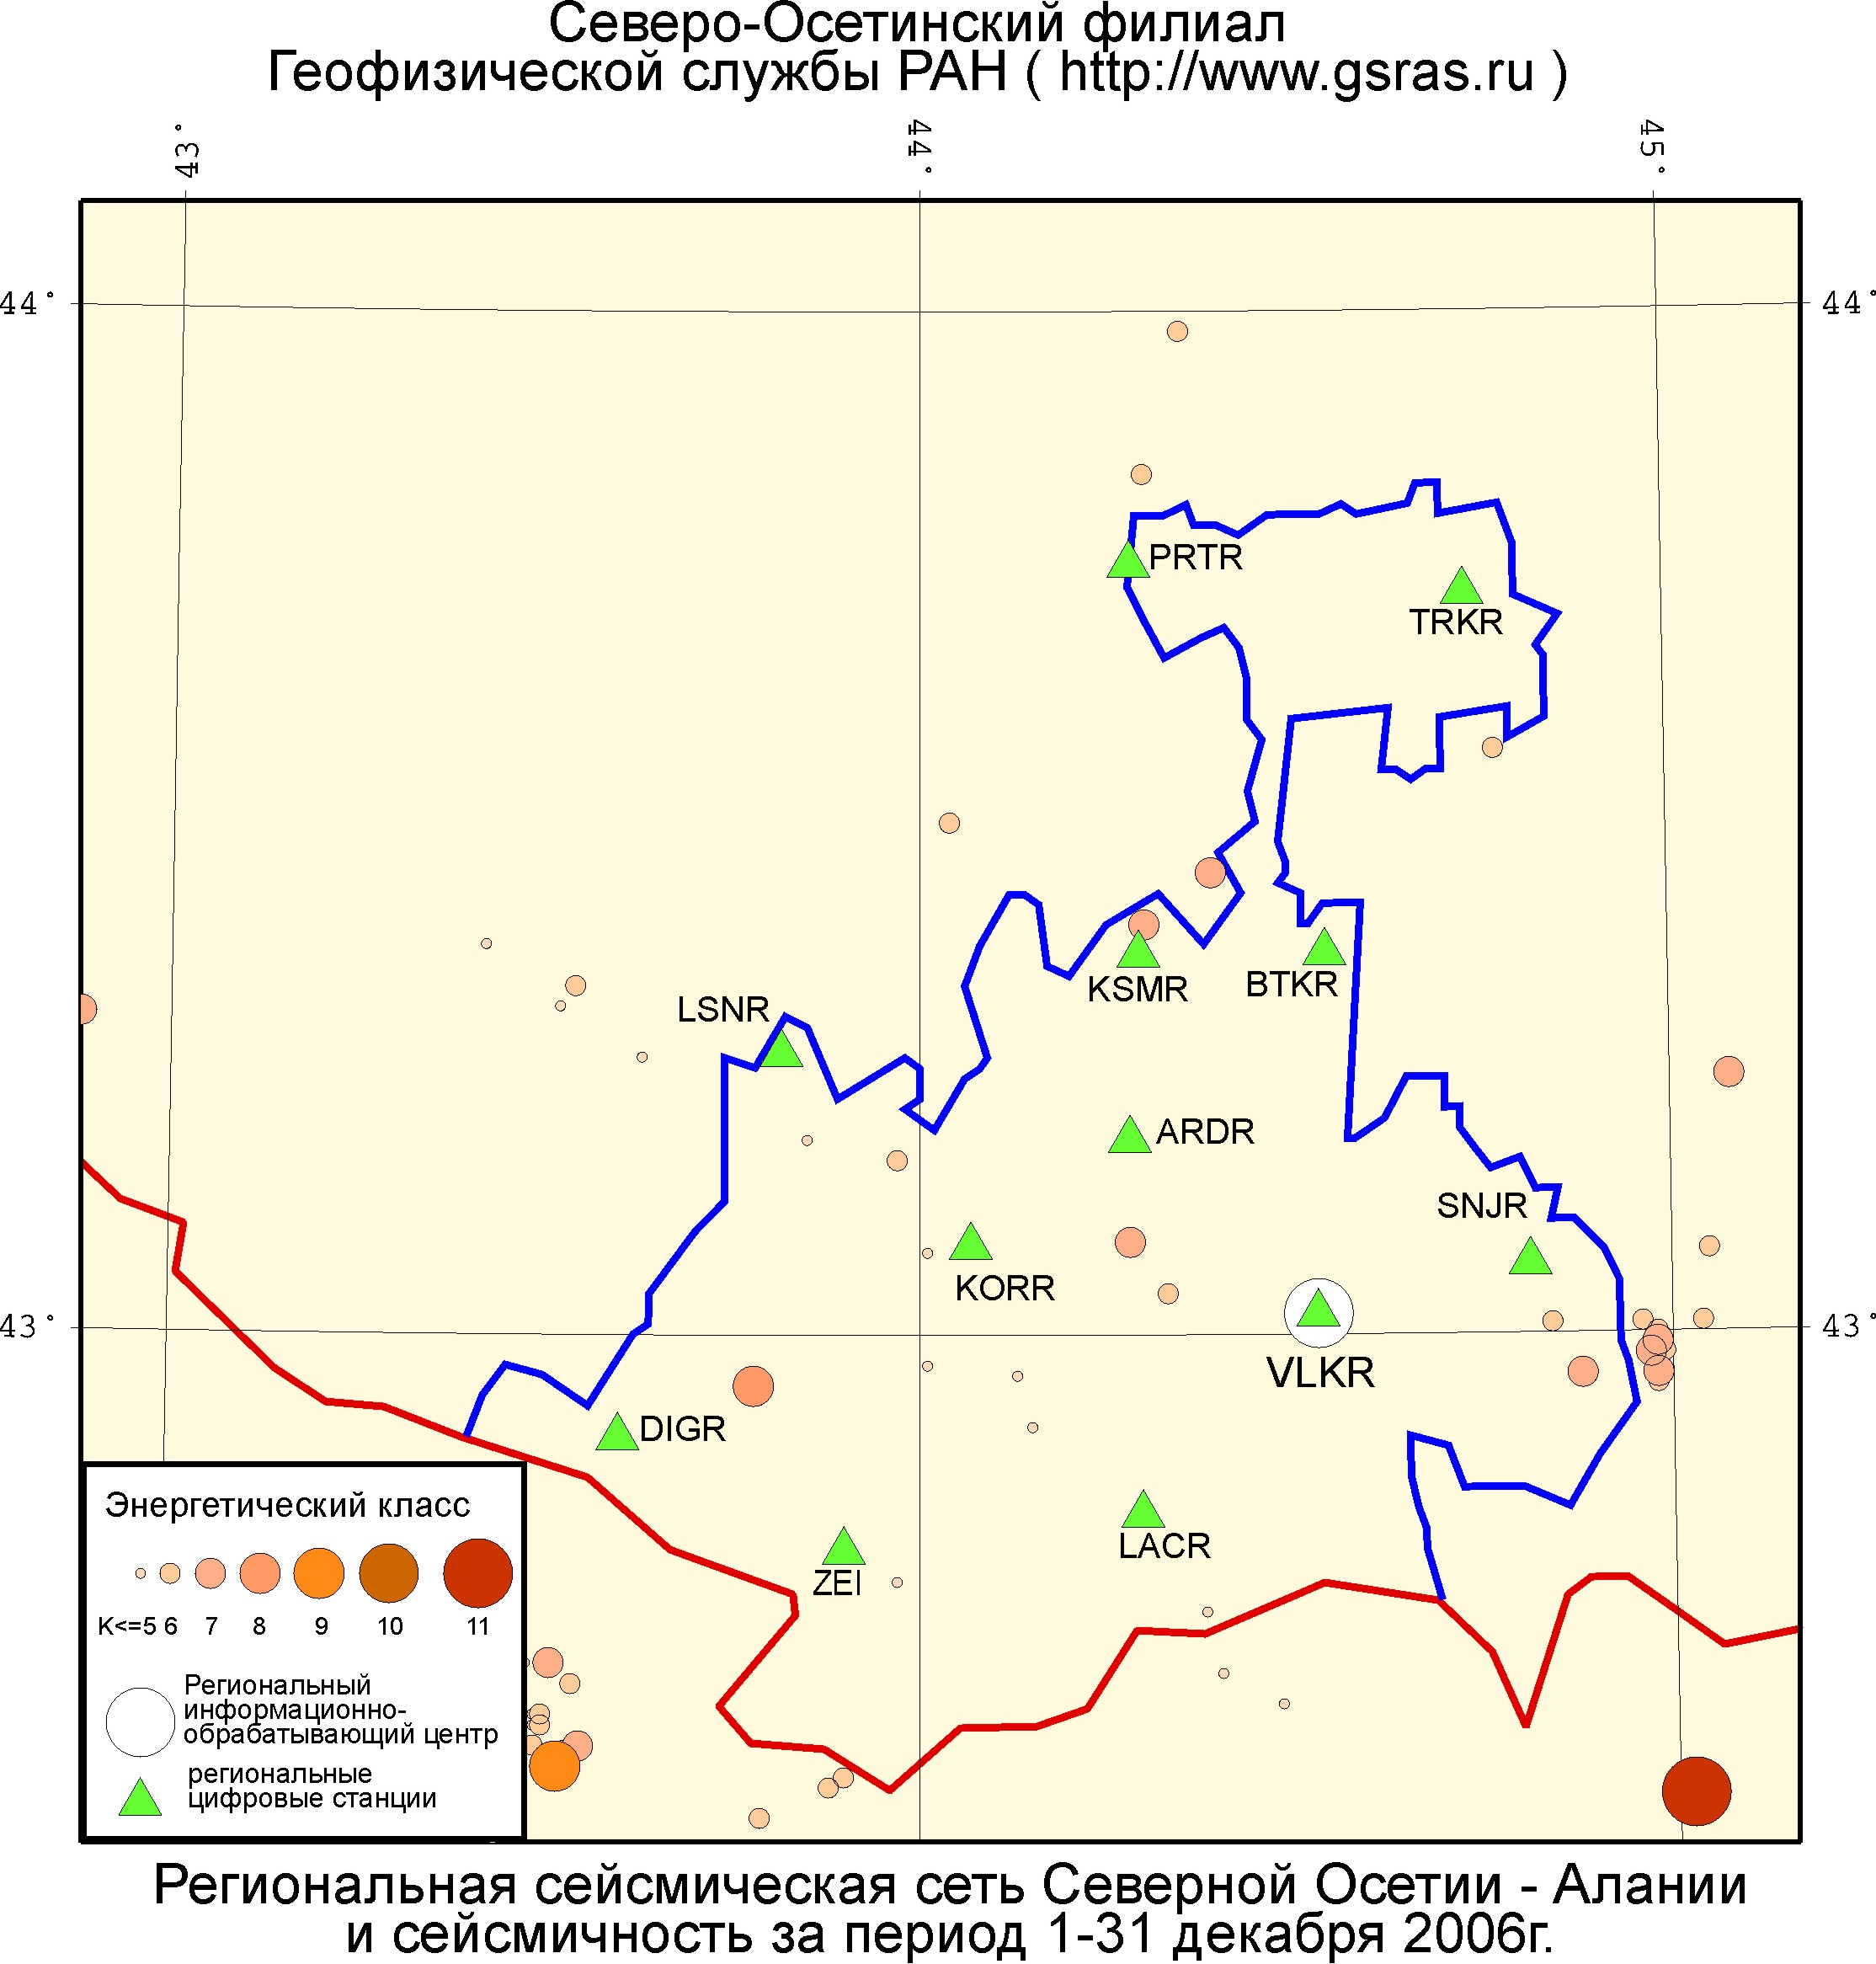 Северо-Осетинский филиал
Геофизической службы РАН ( http://www.gsras.ru )
43°
44°
45°
44°
44°
PRTR
TRKR
KSMR
BTKR
LSNR
ARDR
SNJR
KORR
43°
43°
VLKR
DIGR
LACR
ZEI
Энергетический класс
K<=5 6 7 8 9 10 11
Региональный
информационно-
обрабатывающий центр
региональные
цифровые станции
Региональная сейсмическая сеть Северной Осетии - Алании
и сейсмичность за период 1-31 декабря 2006г.